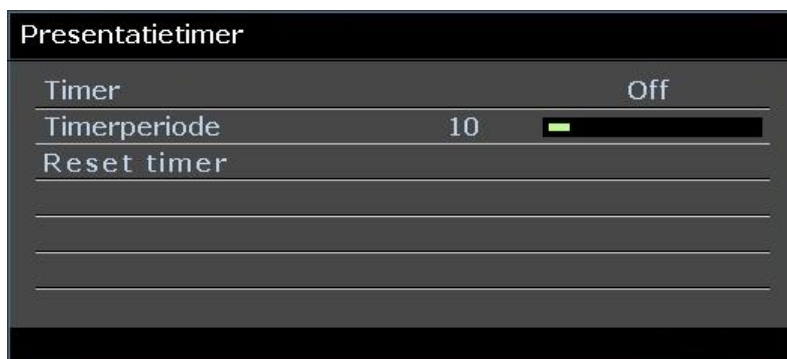 Presentatietimer
Timer Off
Timerperiode 10
Reset timer